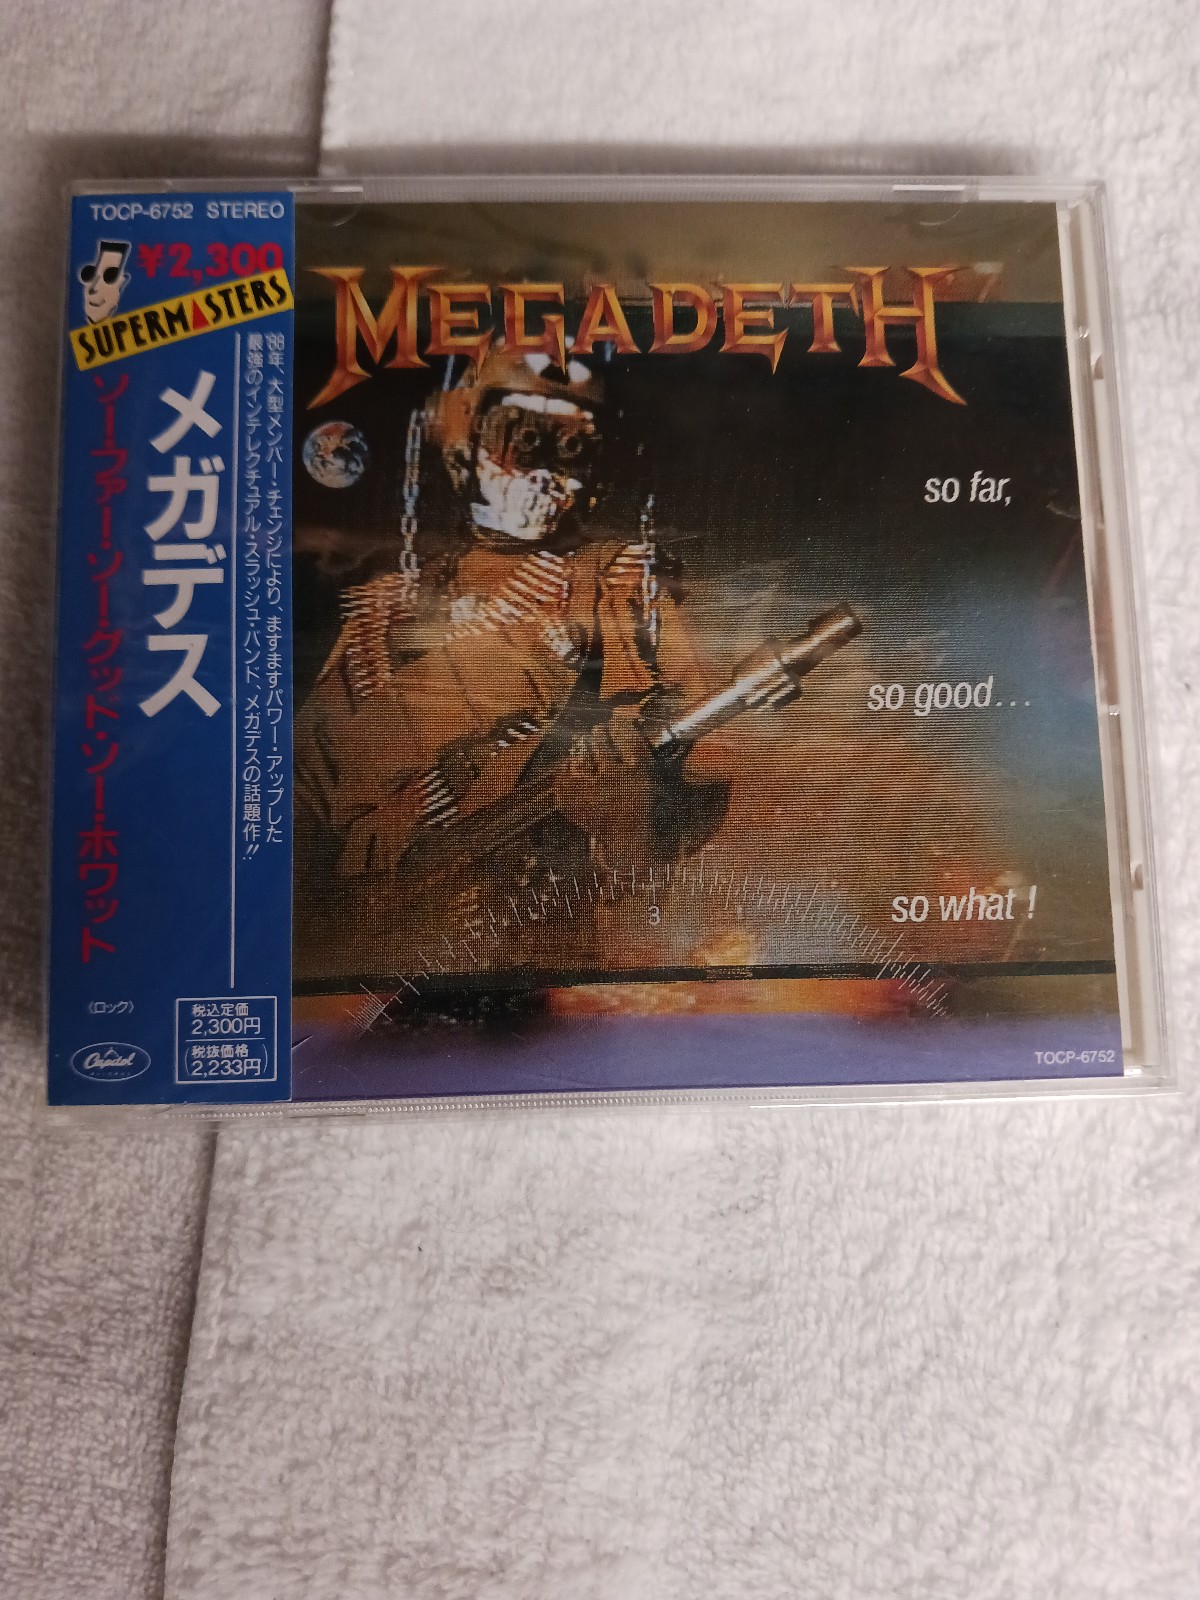 TOCP-6752 STEREO
¥2,300
SUPERMASTERS
'88年、大型メンバー・チェンジにより、ますますパワー・アップした
最強のインテレクチュアル・スラッシュ・バンド、メガデスの話題作!!
メガデス
ソー・ファー・ソー・グッド・ソー・ホワット
〈ロック〉
Capitol
税込定価
2,300円
(税抜価格
2,233円)
MEGADETH
so far,
so good...
so what !
3
TOCP-6752